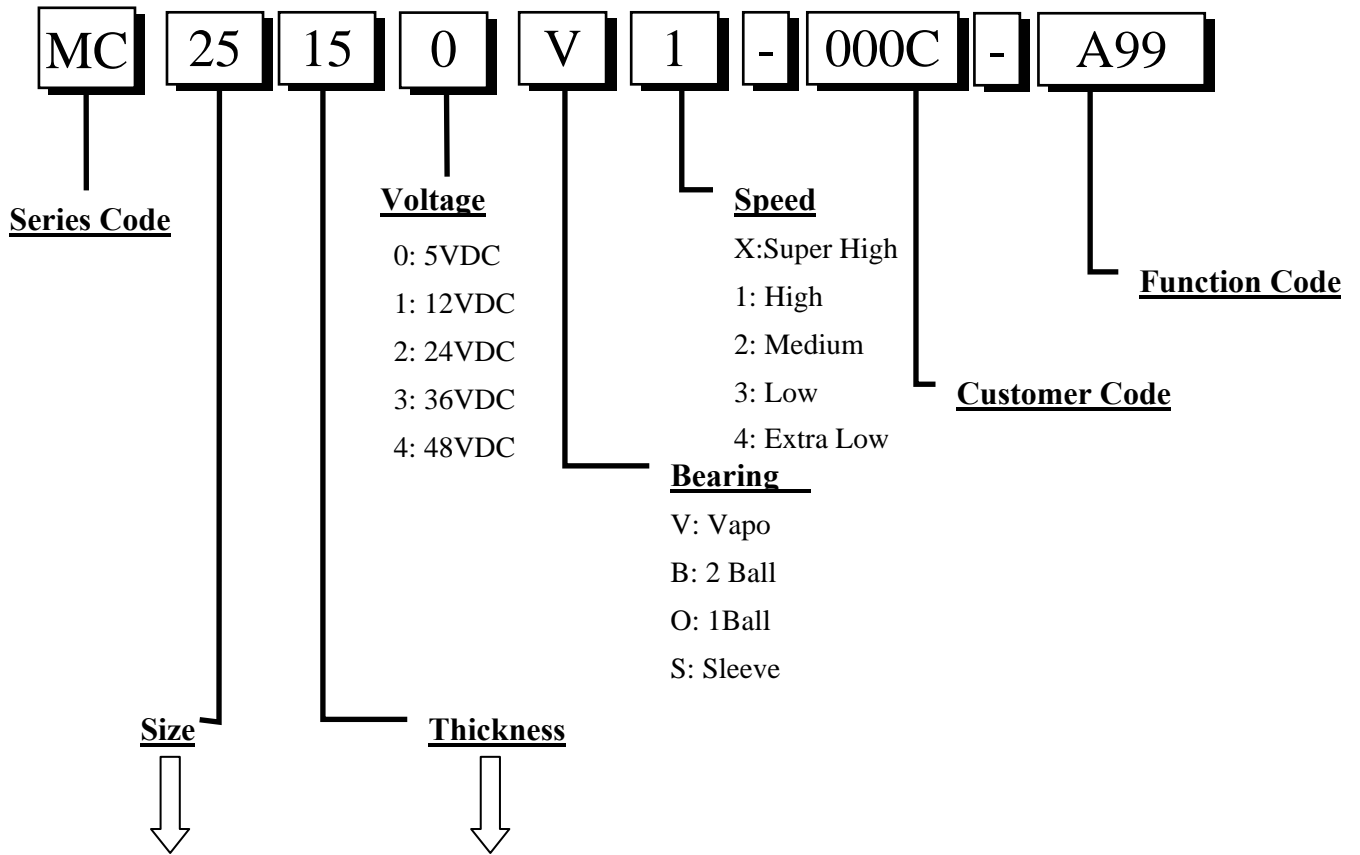 MC 25 15 0 V 1 - 000C - A99
Series Code
Voltage
0: 5VDC
1: 12VDC
2: 24VDC
3: 36VDC
4: 48VDC
Speed
X:Super High
1: High
2: Medium
3: Low
4: Extra Low
Function Code
Customer Code
Bearing
V: Vapo
B: 2 Ball
O: 1Ball
S: Sleeve
Size
Thickness